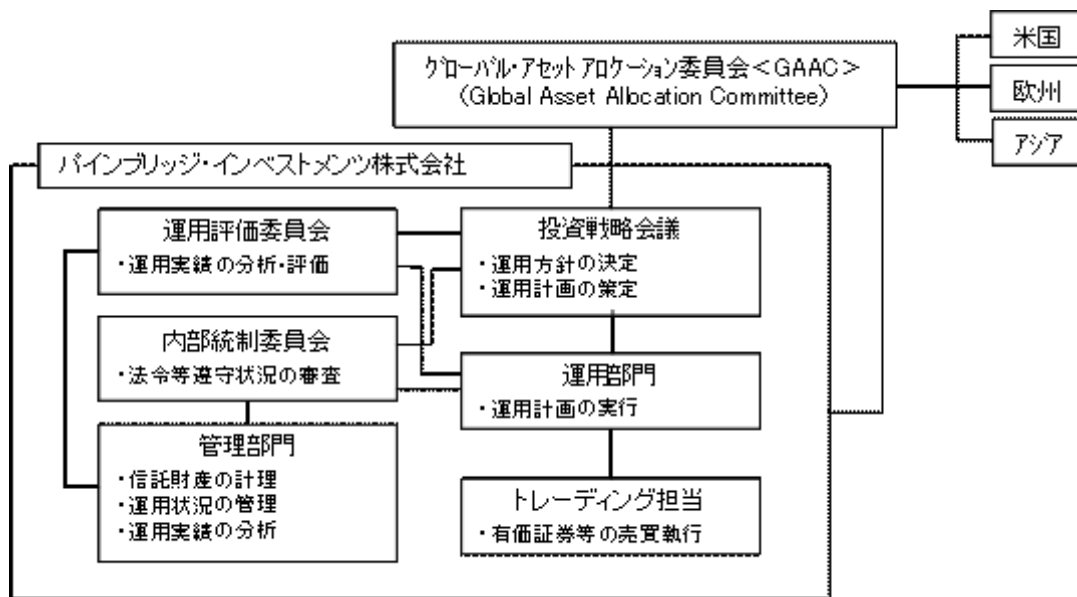 グローバル・アセットアロケーション委員会<GAAC>
(Global Asset Allocation Committee)
米国
欧州
アジア
パインブリッジ・インベストメンツ株式会社
運用評価委員会
・運用実績の分析・評価
投資戦略会議
・運用方針の決定
・運用計画の策定
内部統制委員会
・法令等遵守状況の審査
運用部門
・運用計画の実行
管理部門
・信託財産の計理
・運用状況の管理
・運用実績の分析
トレーディング担当
・有価証券等の売買執行